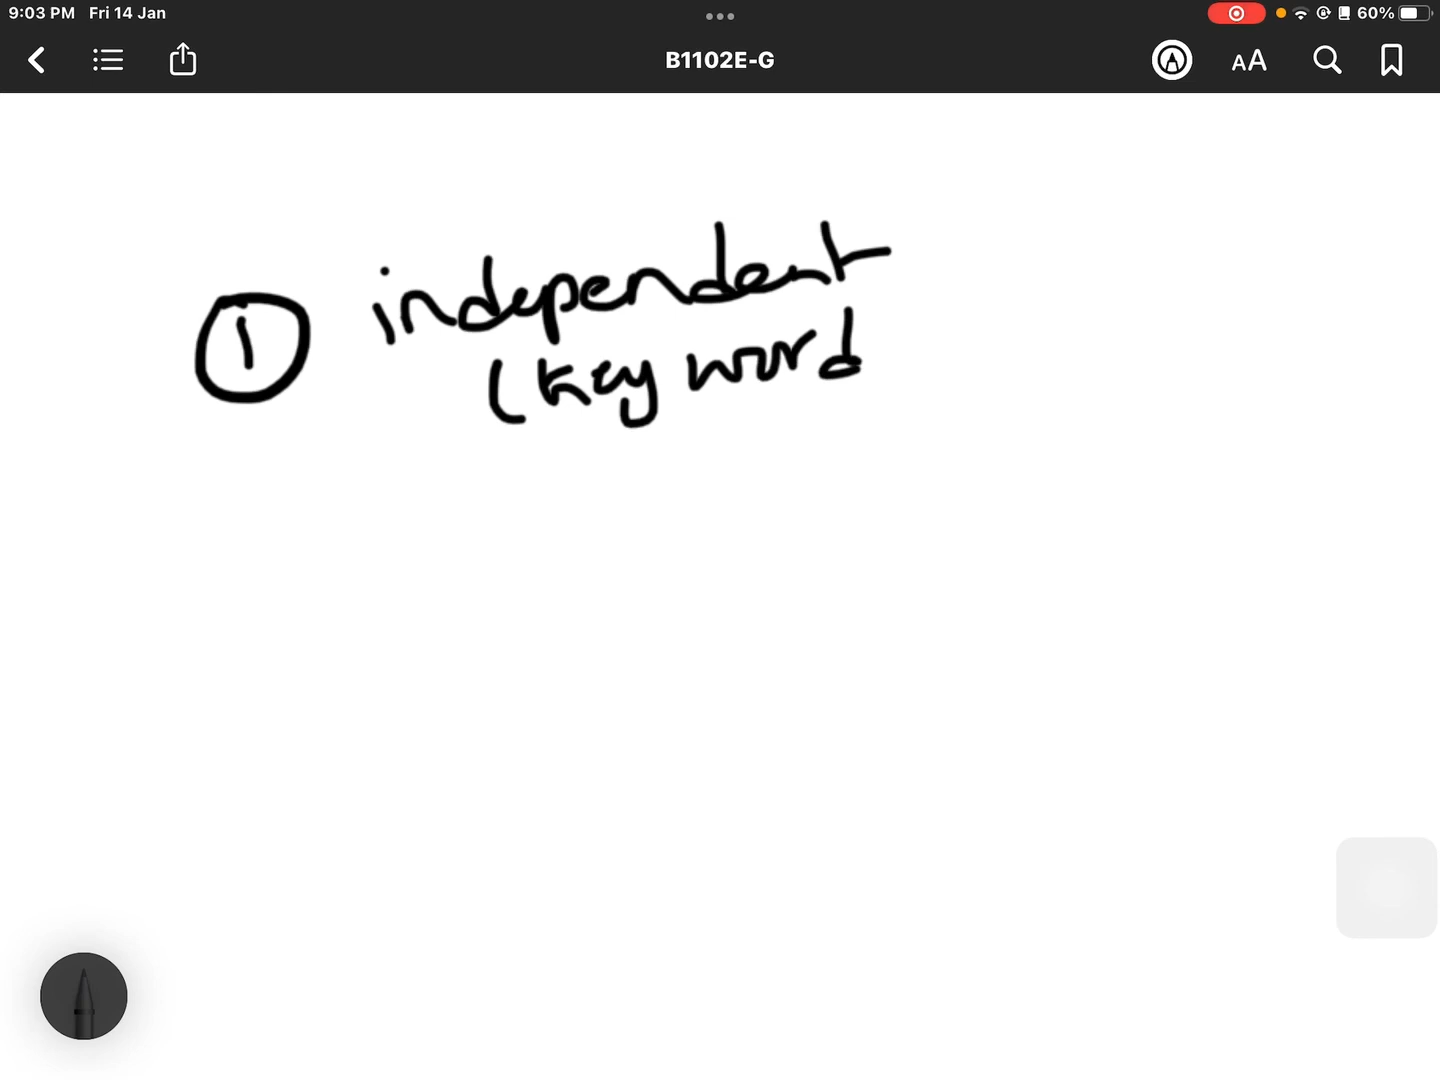 9:03 PM Fri 14 Jan
60%
B1102E-G
AA
1 independent
(key word